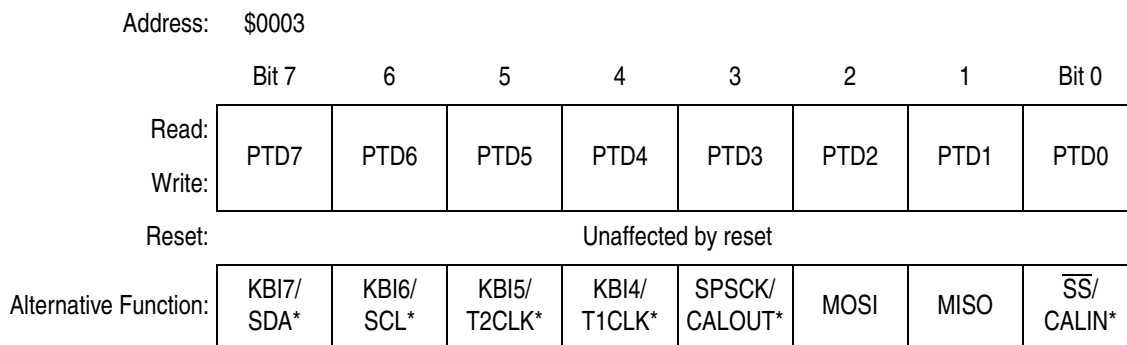 Address: $0003
Bit 7 6 5 4 3 2 1 Bit 0
Read:
PTD7 PTD6 PTD5 PTD4 PTD3 PTD2 PTD1 PTD0
Write:
Reset: Unaffected by reset
Alternative Function: KBI7/ KBI6/ KBI5/ KBI4/ SPSCK/ MOSI MISO S̅S̅/
SDA* SCL* T2CLK* T1CLK* CALOUT* CALIN*